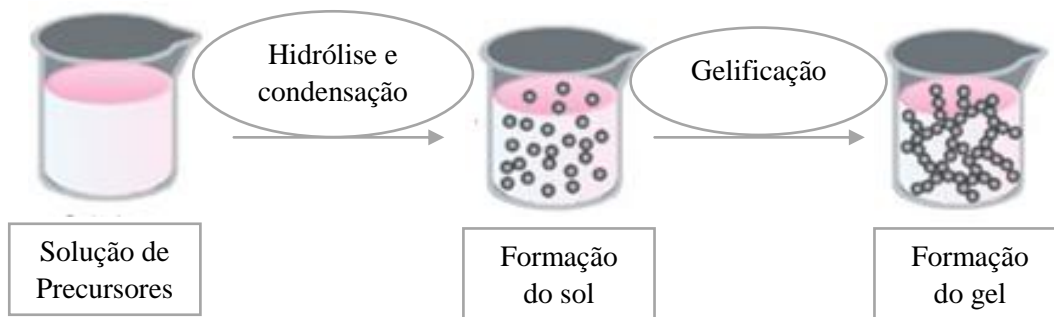 Hidrólise e
condensação
Gelificação
Solução de
Precursores
Formação
do sol
Formação
do gel